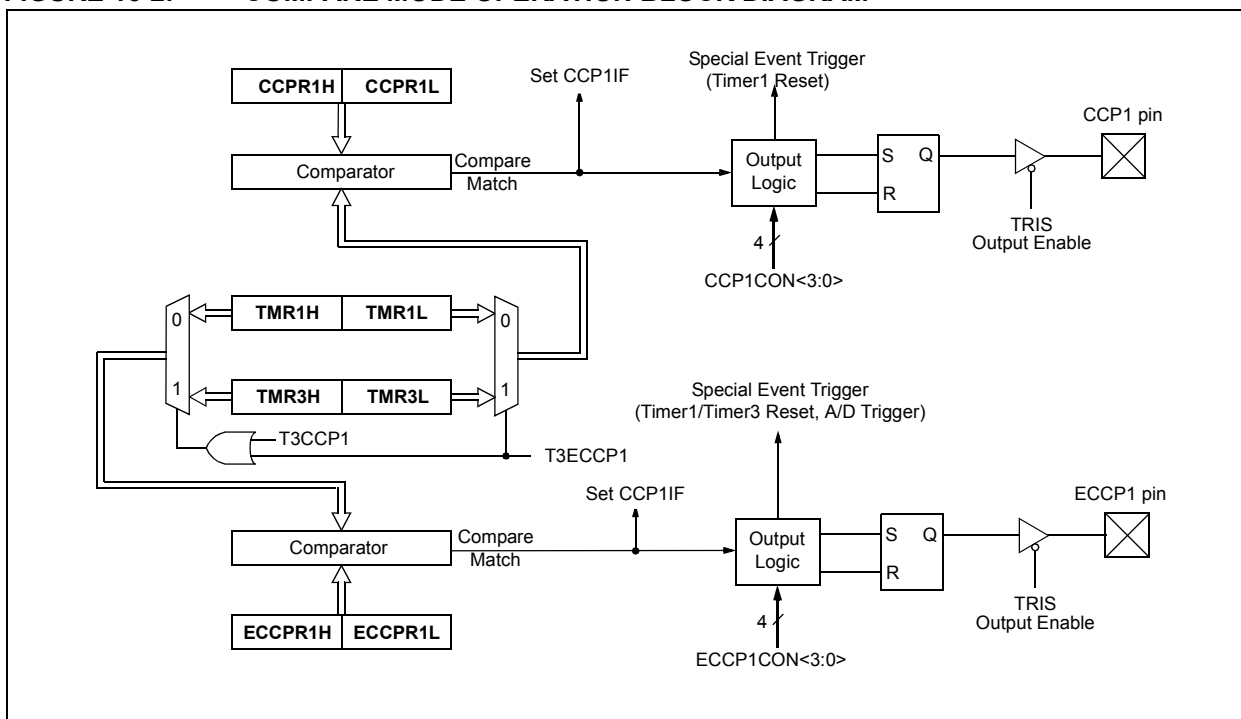 FIGURE COMPARE MODE OPERATION BLOCK DIAGRAM
CCPR1H CCPR1L
Set CCP1IF
Special Event Trigger
(Timer1 Reset)
CCP1 pin
Comparator
Compare
Match
Output
Logic
S Q
R
TRIS
Output Enable
4
CCP1CON<3:0>
0
TMR1H TMR1L
0
1
TMR3H TMR3L
1
T3CCP1
T3ECCP1
Special Event Trigger
(Timer1/Timer3 Reset, A/D Trigger)
Set CCP1IF
ECCP1 pin
Comparator
Compare
Match
Output
Logic
S Q
R
TRIS
Output Enable
4
ECCPR1H ECCPR1L
ECCP1CON<3:0>